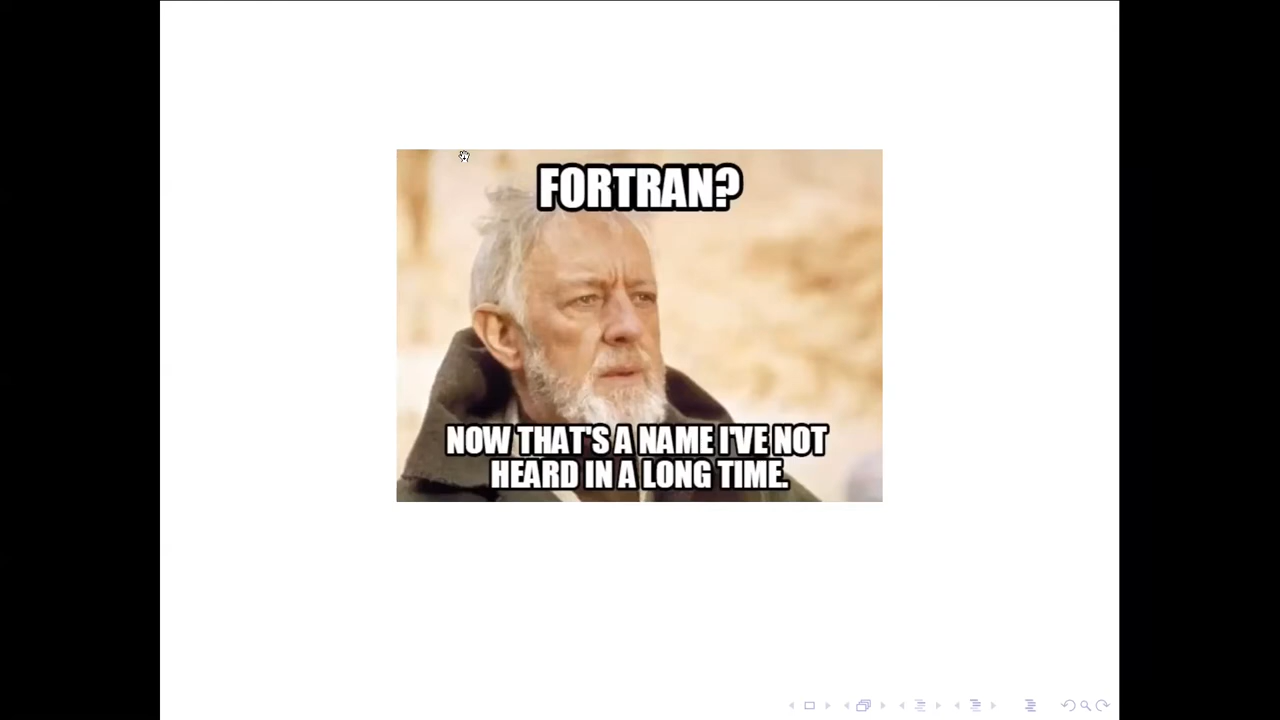 FORTRAN?
NOW THAT'S A NAME I'VE NOT
HEARD IN A LONG TIME.